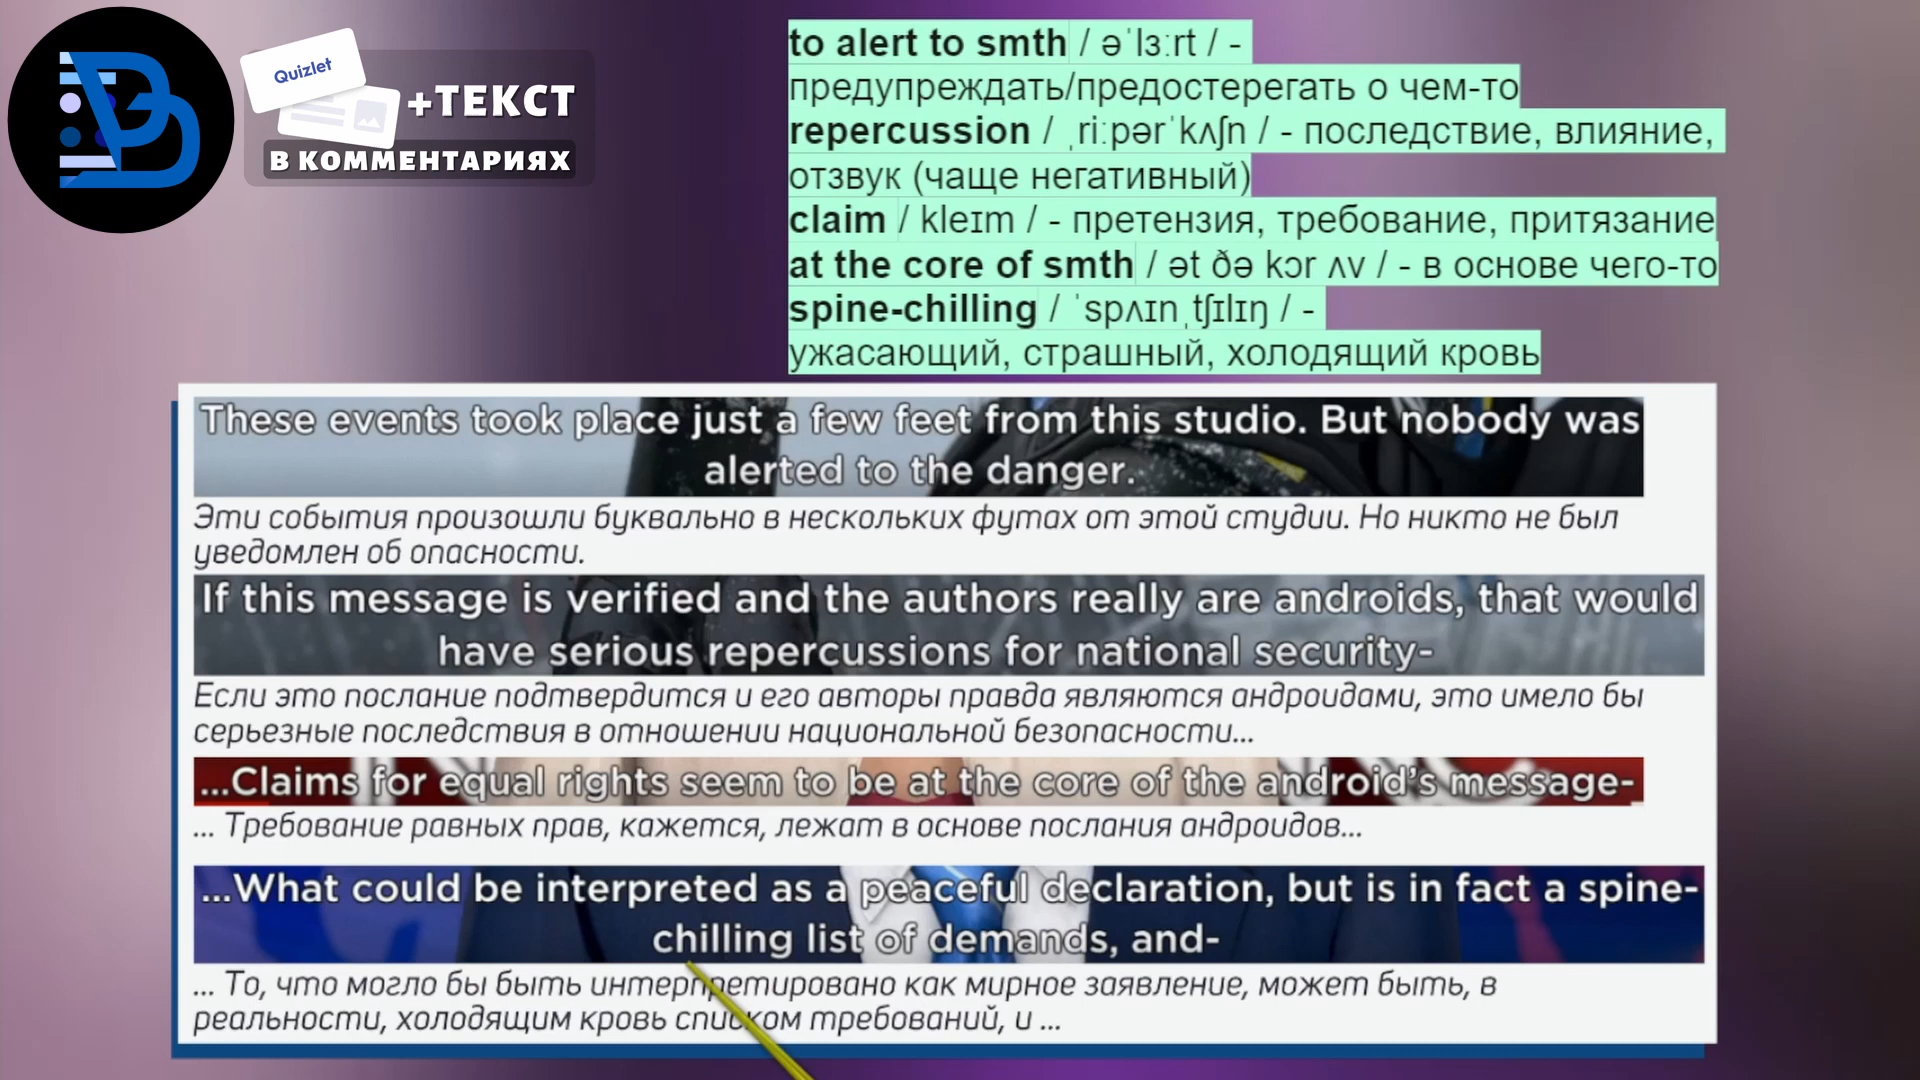 Quizlet
+ТЕКСТ
В КОММЕНТАРИЯХ
to alert to smth / əˈlɜːrt / -
предупреждать/предостерегать о чем-то
repercussion / ˌriːpərˈkʌʃn / - последствие, влияние,
отзвук (чаще негативный)
claim / kleɪm / - претензия, требование, притязание
at the core of smth / ət ðə kɔr ʌv / - в основе чего-то
spine-chilling / ˈspʌɪnˌtʃɪlɪŋ / -
ужасающий, страшный, холодящий кровь
These events took place just a few feet from this studio. But nobody was
alerted to the danger.
Эти события произошли буквально в нескольких футах от этой студии. Но никто не был
уведомлен об опасности.
If this message is verified and the authors really are androids, that would
have serious repercussions for national security-
Если это послание подтвердится и его авторы правда являются андроидами, это имело бы
серьезные последствия в отношении национальной безопасности...
...Claims for equal rights seem to be at the core of the android's message-
... Требование равных прав, кажется, лежат в основе послания андроидов...
...What could be interpreted as a peaceful declaration, but is in fact a spine-
chilling list of demands, and-
... То, что могло бы быть интерпретировано как мирное заявление, может быть, в
реальности, холодящим кровь списком требований, и ...